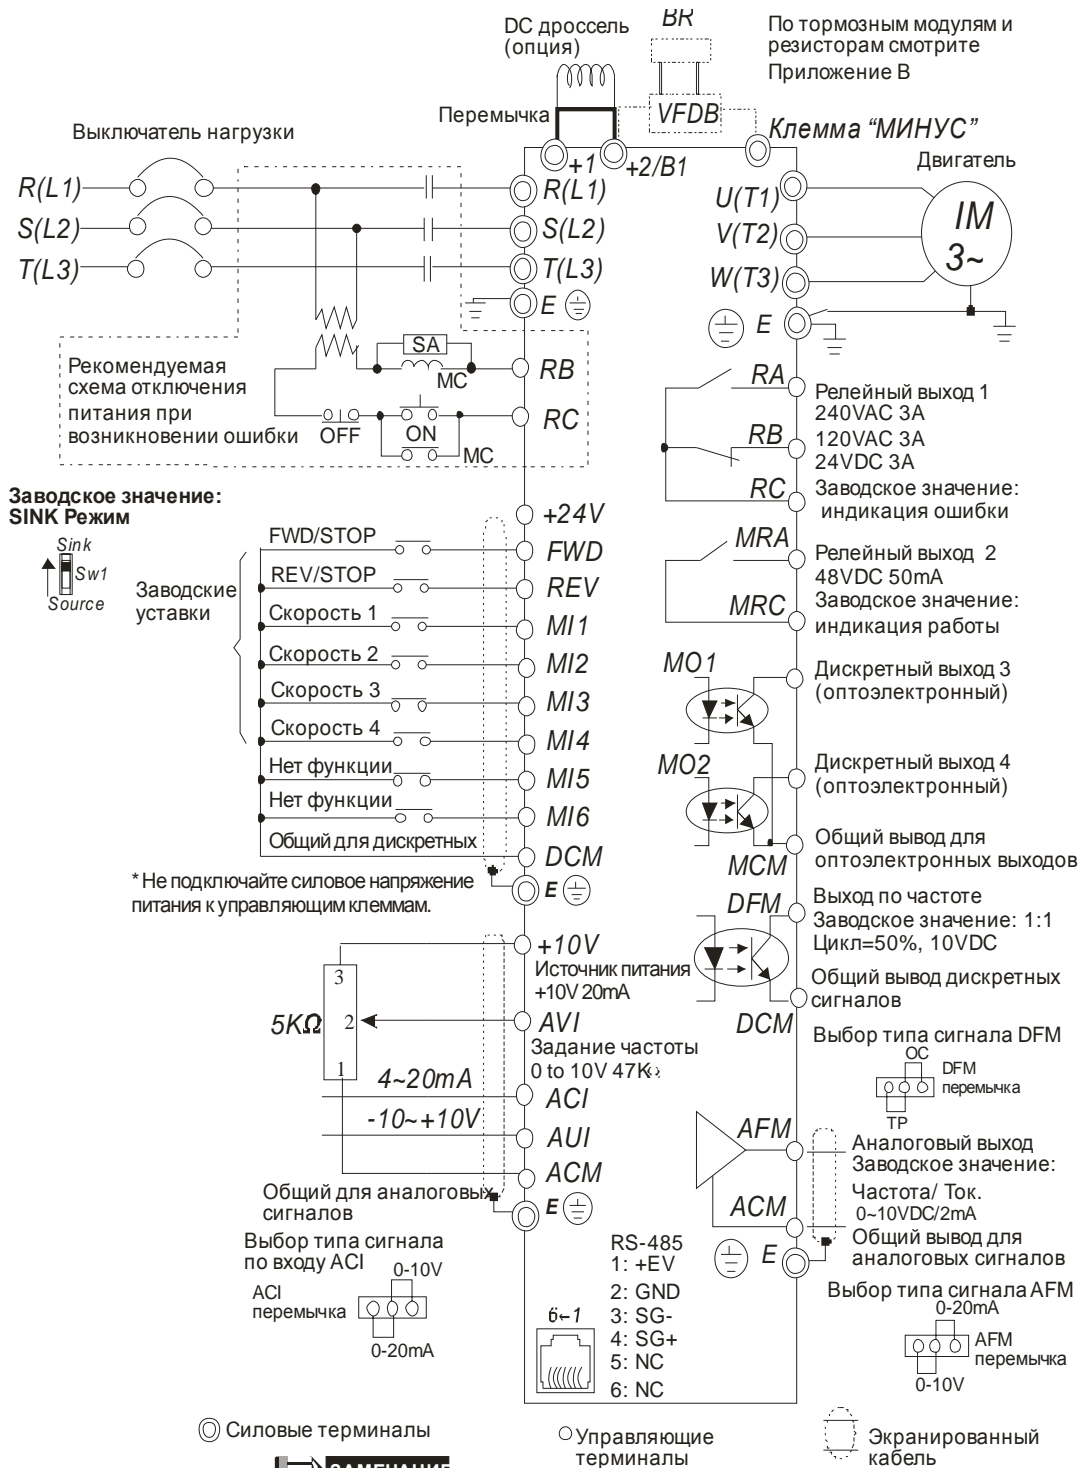 DC дроссель
(опция)
BR
По тормозным модулям и
резисторам смотрите
Приложение B
Перемычка
VFDB
Клемма “МИНУС”
Выключатель нагрузки
+1
+2/B1
Двигатель
R(L1)
R(L1)
U(T1)
IM
3~
S(L2)
S(L2)
V(T2)
T(L3)
T(L3)
W(T3)
E
E
Рекомендуемая
схема отключения
питания при
возникновении ошибки
SA
MC
RB
OFF
ON
MC
RC
RA
RB
RC
Релейный выход 1
240VAC 3A
120VAC 3A
24VDC 3A
Заводское значение:
индикация ошибки
Заводское значение:
SINK Режим
Sink
Sw1
Source
Заводские
уставки
+24V
FWD/STOP
FWD
REV/STOP
REV
Скорость 1
MI1
Скорость 2
MI2
Скорость 3
MI3
Скорость 4
MI4
Нет функции
MI5
Нет функции
MI6
Общий для дискретных
DCM
E
* Не подключайте силовое напряжение
питания к управляющим клеммам.
MRA
MRC
Релейный выход 2
48VDC 50mA
Заводское значение:
индикация работы
MO1
Дискретный выход 3
(оптоэлектронный)
MO2
Дискретный выход 4
(оптоэлектронный)
MCM
Общий вывод для
оптоэлектронных выходов
DFM
Выход по частоте
Заводское значение: 1:1
Цикл=50%, 10VDC
DCM
Общий вывод дискретных
сигналов
+10V
Источник питания
+10V 20mA
3
5KΩ
2
1
AVI
Задание частоты
0 to 10V 47KΩ
4~20mA
ACI
-10~+10V
AUI
ACM
Общий для аналоговых
сигналов
E
Выбор типа сигнала DFM
OC
DFM
перемычка
TP
AFM
Аналоговый выход
Заводское значение:
Частота/ Ток.
0~10VDC/2mA
ACM
Общий вывод для
аналоговых сигналов
E
Выбор типа сигнала
по входу ACI
0-10V
ACI
перемычка
0-20mA
RS-485
1: +EV
2: GND
3: SG-
4: SG+
5: NC
6: NC
6←1
Выбор типа сигнала AFM
0-20mA
AFM
перемычка
0-10V
Силовые терминалы
Управляющие
терминалы
Экранированный
кабель
ЗАМЕЧАНИЕ